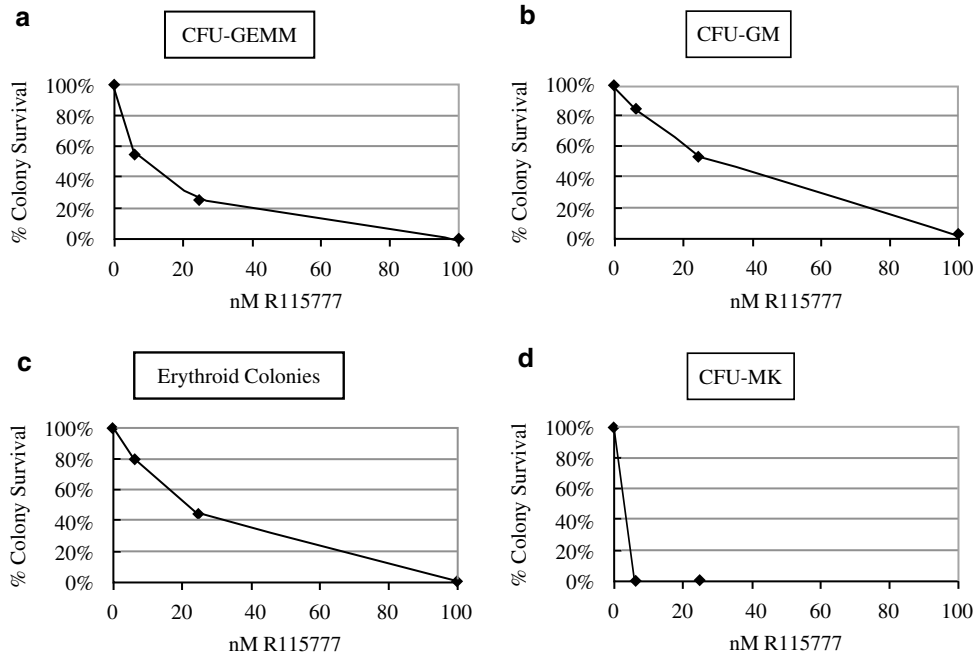 a
CFU-GEMM
% Colony Survival
100%
80%
60%
40%
20%
0%
0 20 40 60 80 100
nM R115777
b
CFU-GM
% Colony Survival
100%
80%
60%
40%
20%
0%
0 20 40 60 80 100
nM R115777
c
Erythroid Colonies
% Colony Survival
100%
80%
60%
40%
20%
0%
0 20 40 60 80 100
nM R115777
d
CFU-MK
% Colony Survival
100%
80%
60%
40%
20%
0%
0 20 40 60 80 100
nM R115777